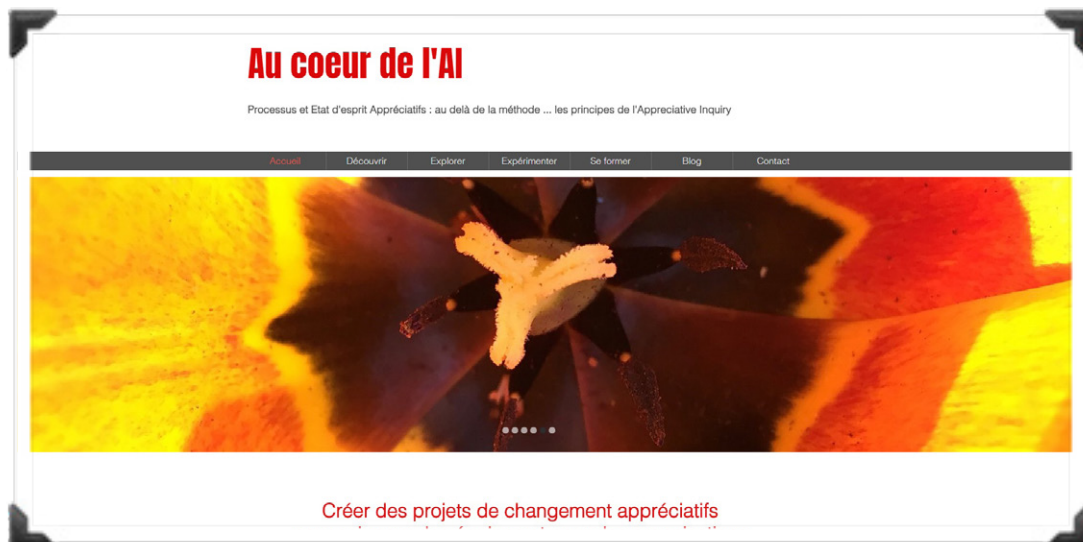 Au coeur de l'AI
Processus et Etat d'esprit Appréciatifs : au delà de la méthode ... les principes de l'Appreciative Inquiry
Accueil Découvrir Explorer Expérimenter Se former Blog Contact
Créer des projets de changement appréciatifs